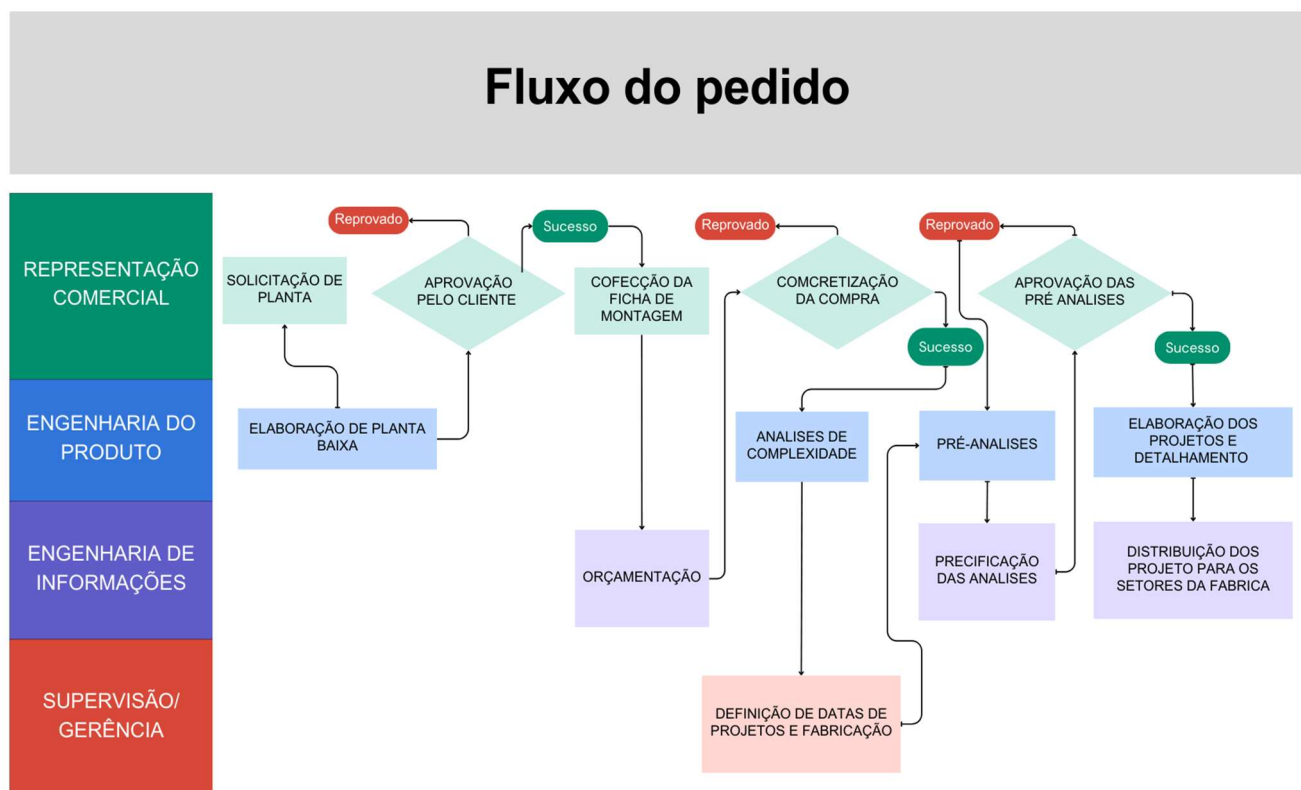 Fluxo do pedido
REPRESENTAÇÃO
COMERCIAL
ENGENHARIA DO
PRODUTO
ENGENHARIA DE
INFORMAÇÕES
SUPERVISÃO/
GERÊNCIA
SOLICITAÇÃO DE
PLANTA
ELABORAÇÃO DE PLANTA
BAIXA
Reprovado
APROVAÇÃO
PELO CLIENTE
Sucesso
COFECÇÃO DA
FICHA DE
MONTAGEM
ORÇAMENTAÇÃO
Reprovado
COMCRETIZAÇÃO
DA COMPRA
Sucesso
ANALISES DE
COMPLEXIDADE
DEFINIÇÃO DE DATAS DE
PROJETOS E FABRICAÇÃO
Reprovado
PRÉ-ANALISES
PRECIFICAÇÃO
DAS ANALISES
APROVAÇÃO DAS
PRÉ ANALISES
Sucesso
ELABORAÇÃO DOS
PROJETOS E
DETALHAMENTO
DISTRIBUIÇÃO DOS
PROJETO PARA OS
SETORES DA FABRICA